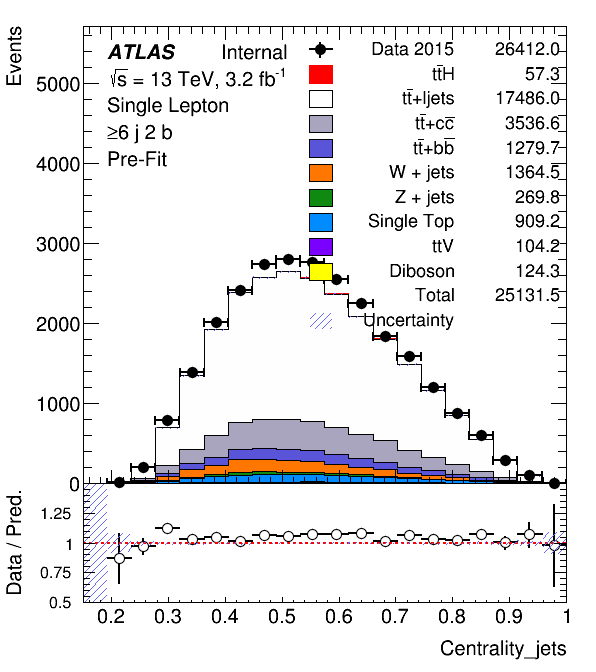 Events
ATLAS Internal
√s = 13 TeV, 3.2 fb⁻¹
Single Lepton
≥6 j 2 b
Pre-Fit
Data 2015 26412.0
tt̄H 57.3
tt̄+ljets 17486.0
tt̄+cc̄ 3536.6
tt̄+bb̄ 1279.7
W + jets 1364.5
Z + jets 269.8
Single Top 909.2
ttV 104.2
Diboson 124.3
Total 25131.5
Uncertainty
5000
4000
3000
2000
1000
0
Data / Pred.
1.25
1
0.75
0.5
0.2 0.3 0.4 0.5 0.6 0.7 0.8 0.9 1
Centrality_jets